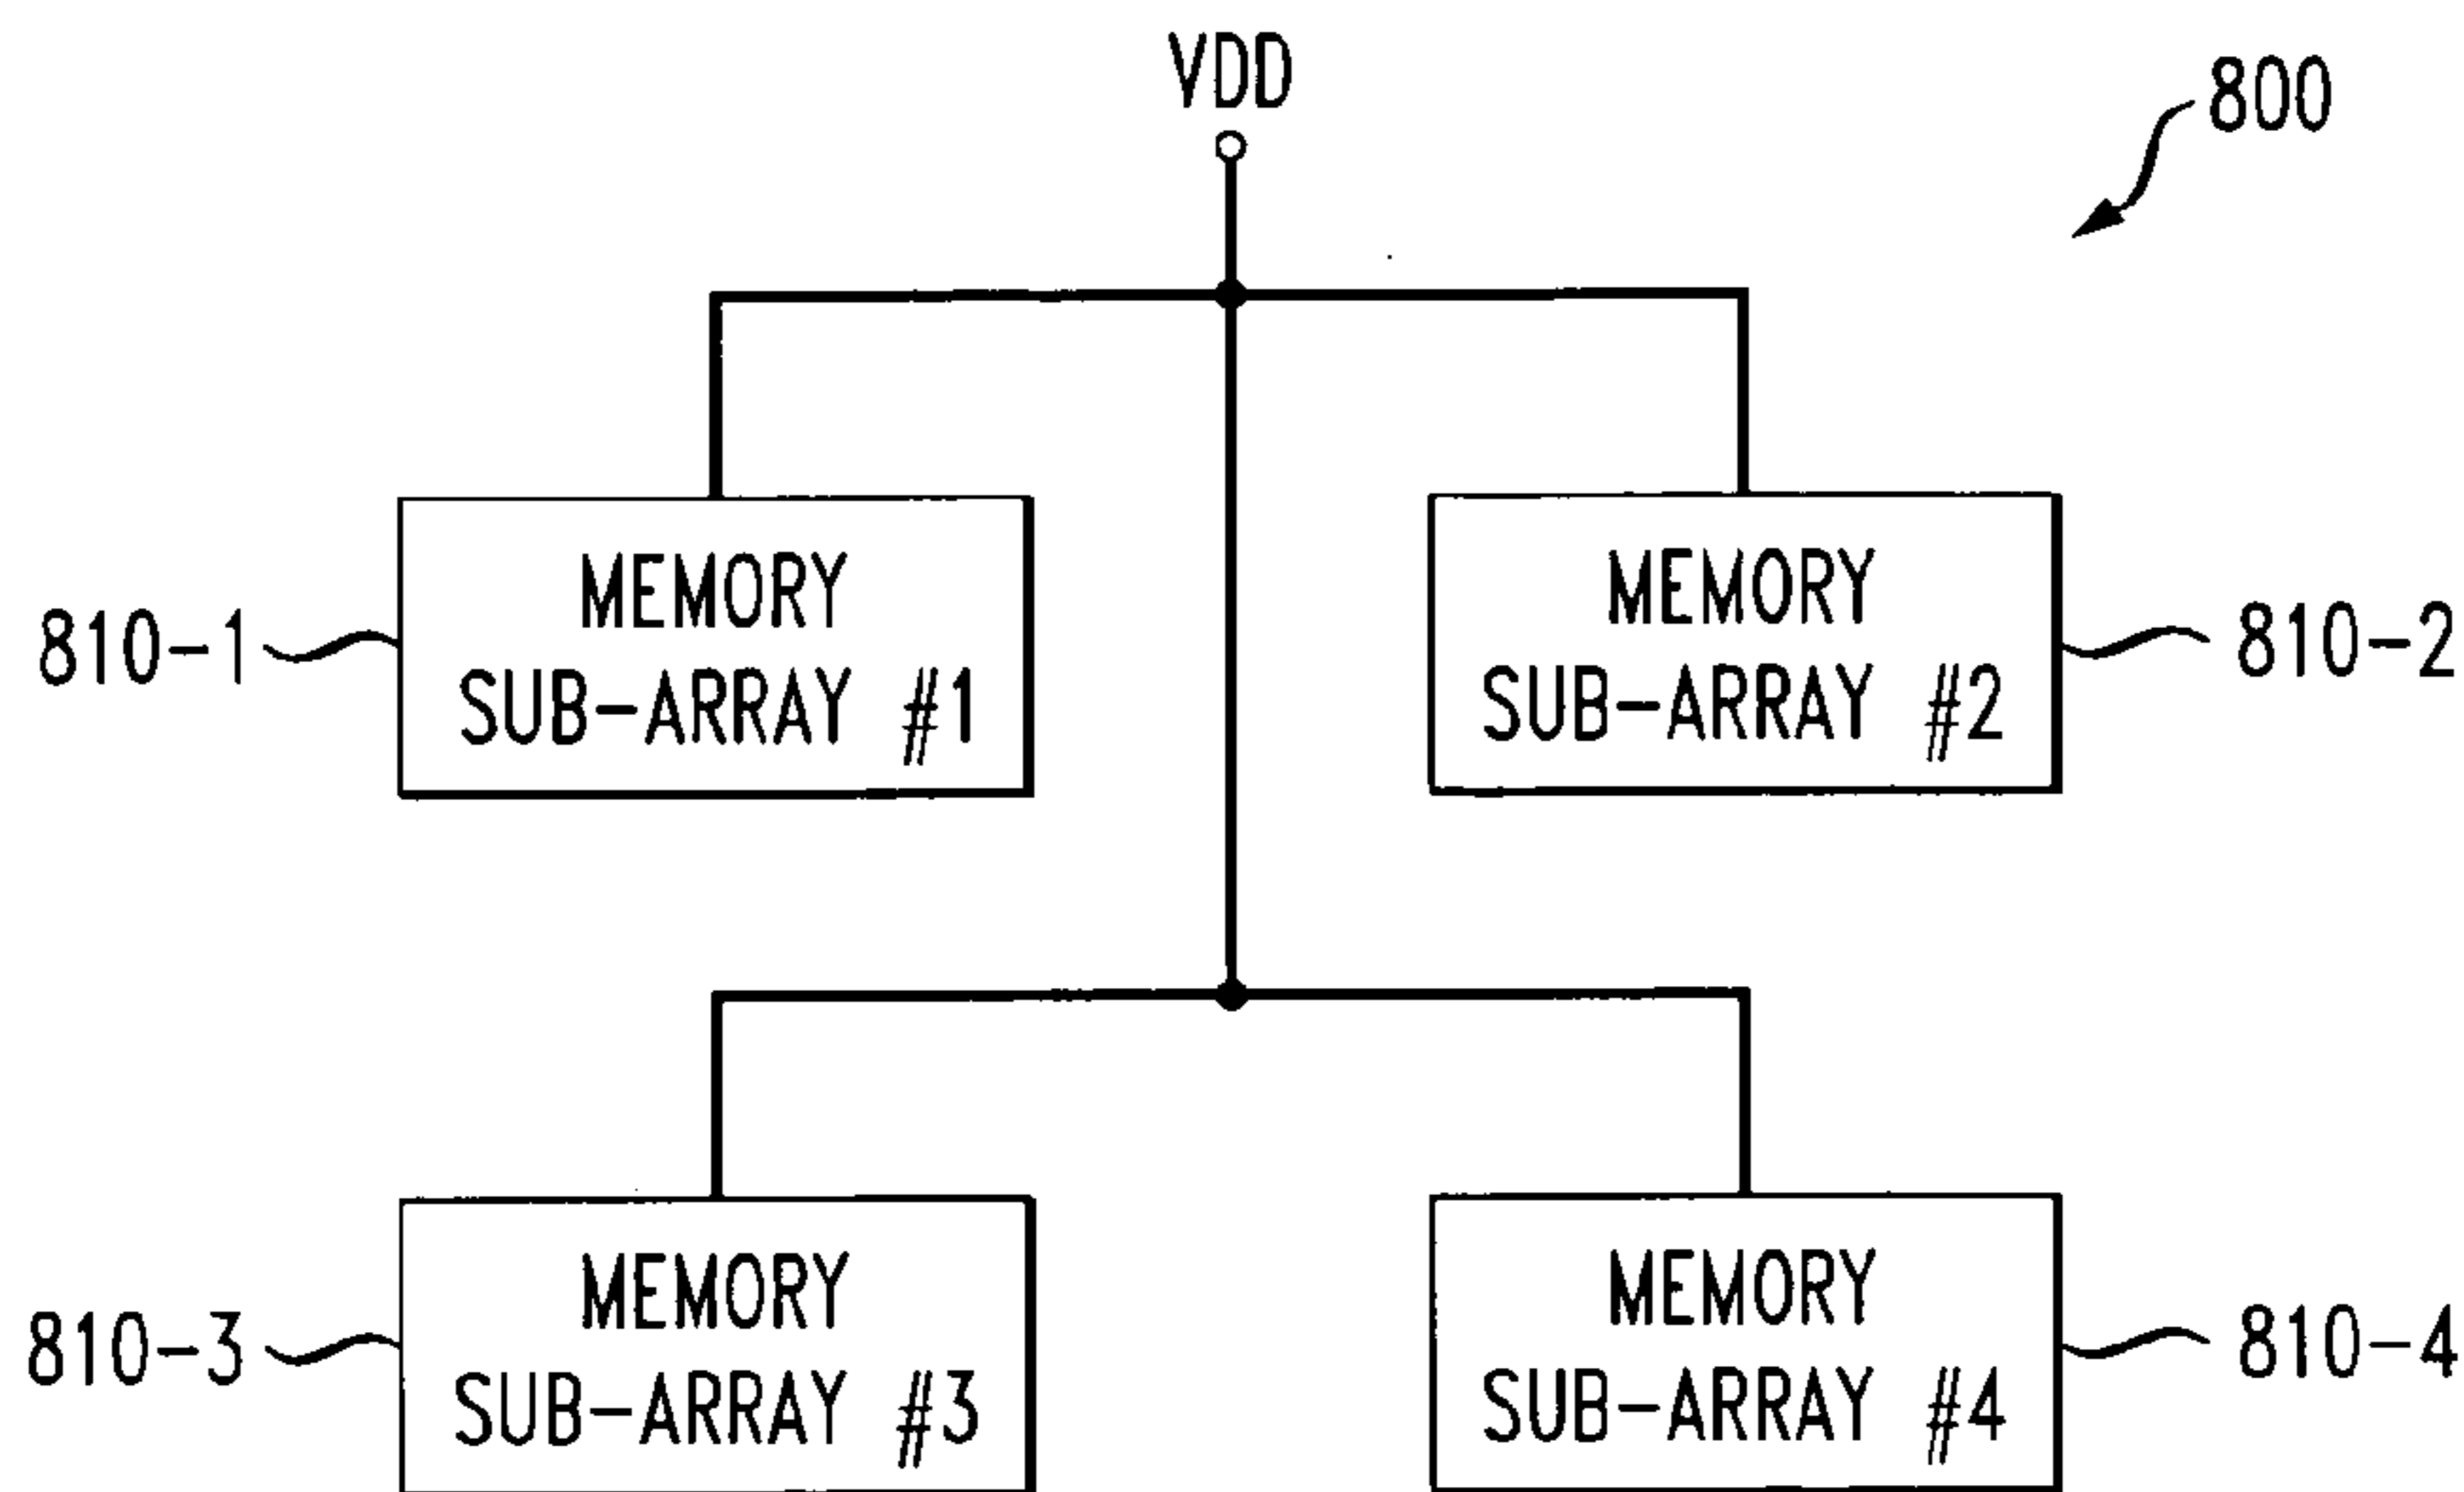 VDD
800
810-1
MEMORY
SUB-ARRAY #1
MEMORY
SUB-ARRAY #2
810-2
810-3
MEMORY
SUB-ARRAY #3
MEMORY
SUB-ARRAY #4
810-4